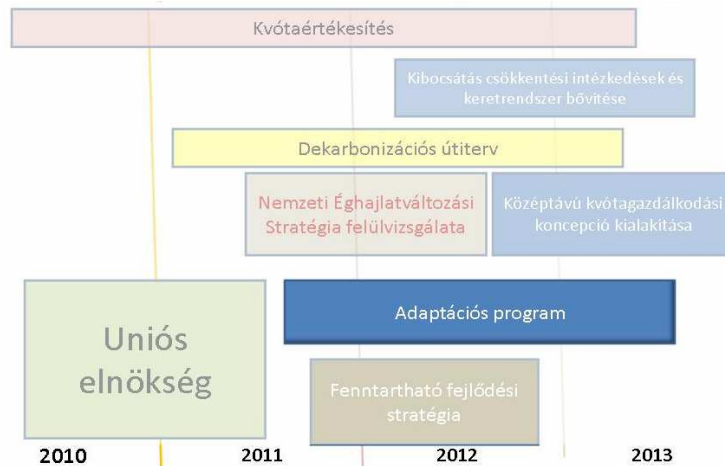 Kvótaértékesítés
Kibocsátás csökkentési intézkedések és
keretrendszer bővítése
Dekarbonizációs útiterv
Nemzeti Éghajlatváltozási
Stratégia felülvizsgálata
Középtávú kvótagazdálkodási
koncepció kialakítása
Uniós
elnökség
Adaptációs program
Fenntartható fejlődési
stratégia
2010
2011
2012
2013